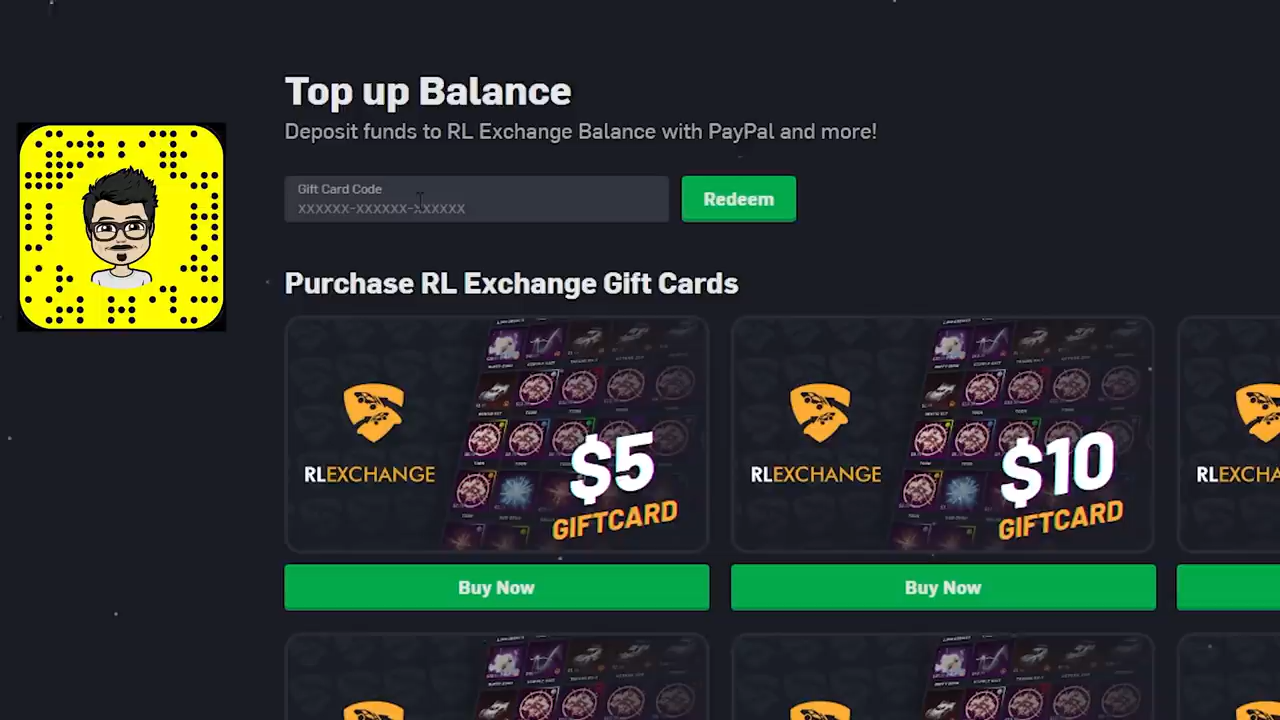 Top up Balance
Deposit funds to RL Exchange Balance with PayPal and more!
Gift Card Code
xxxxxx-xxxxxx-xxxxxx
Redeem
Purchase RL Exchange Gift Cards
RLEXCHANGE
$5
GIFTCARD
RLEXCHANGE
$10
GIFTCARD
RLEXCHA
Buy Now
Buy Now